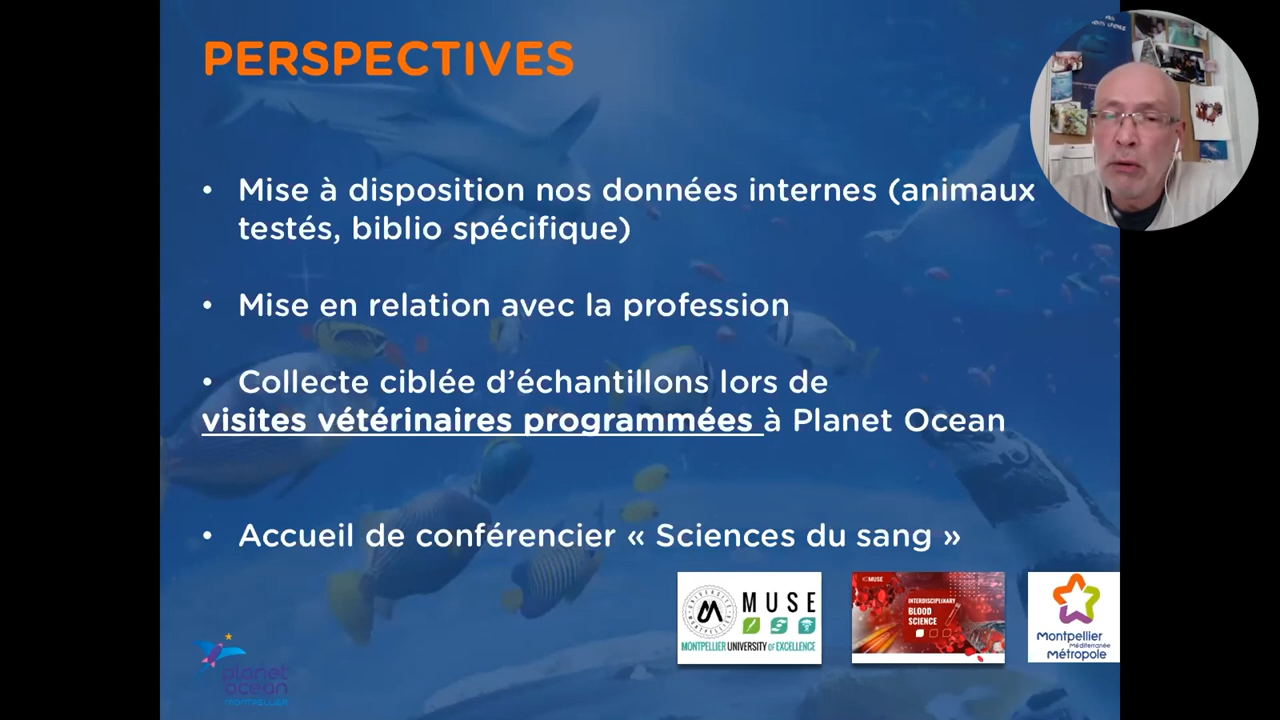 PERSPECTIVES
• Mise à disposition nos données internes (animaux
testés, biblio spécifique)
• Mise en relation avec la profession
• Collecte ciblée d’échantillons lors de
visites vétérinaires programmées à Planet Ocean
• Accueil de conférencier « Sciences du sang »
MUSE
MONTPELLIER UNIVERSITY OF EXCELLENCE
MUSE
INTERDISCIPLINARY
BLOOD
SCIENCE
Montpellier
Méditerranée
Métropole
planet
ocean
MONTPELLIER